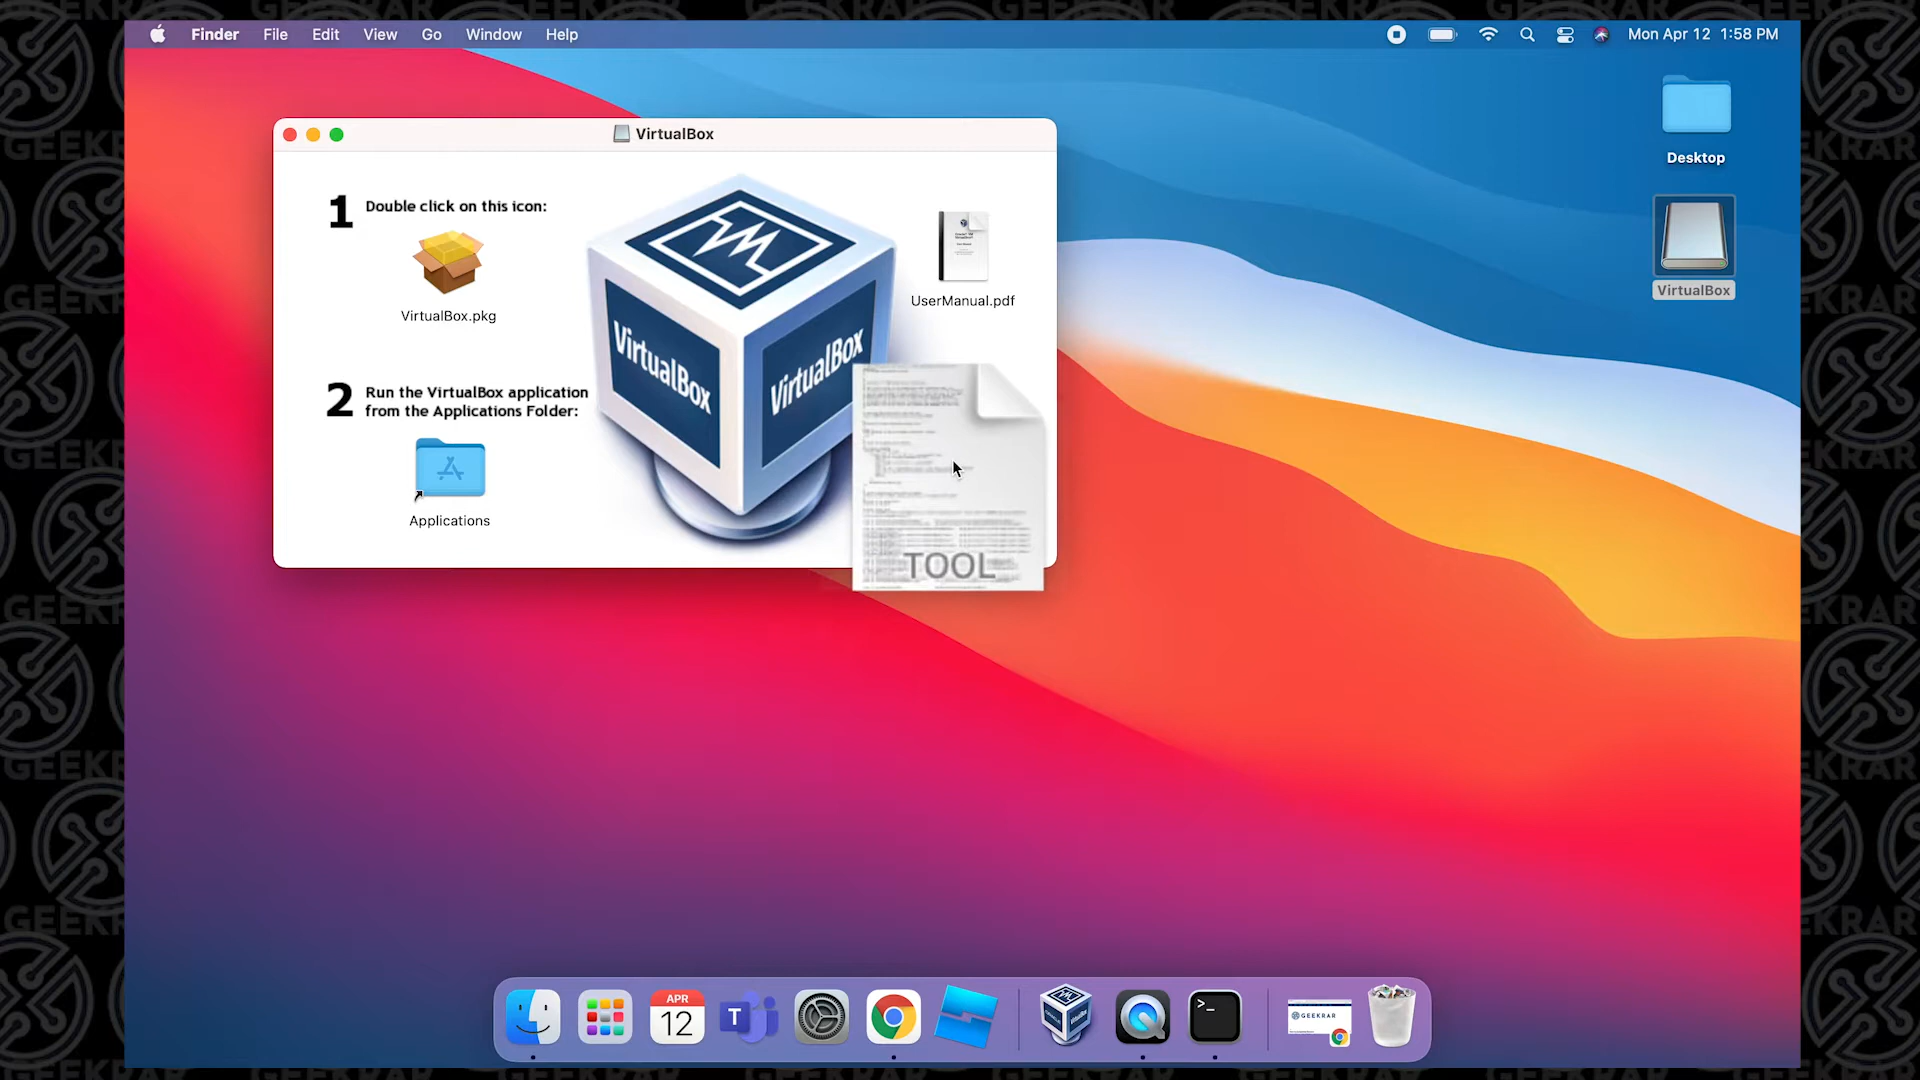 Finder File Edit View Go Window Help
Mon Apr 12 1:58 PM
VirtualBox
1 Double click on this icon:
VirtualBox.pkg
2 Run the VirtualBox application
from the Applications Folder:
Applications
VirtualBox
VirtualBox
UserManual.pdf
TOOL
Desktop
VirtualBox
APR
12
T
>_
GEEKRAR